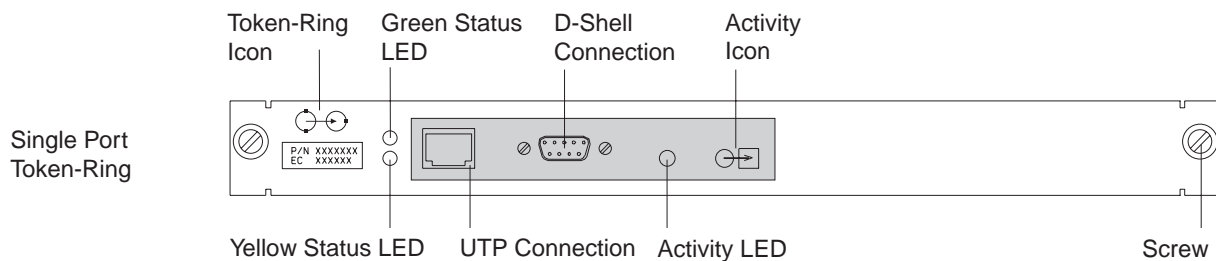 Token-Ring
Icon
Green Status
LED
D-Shell
Connection
Activity
Icon
Single Port
Token-Ring
P/N XXXXXXX
EC XXXXXX
Yellow Status LED
UTP Connection
Activity LED
Screw